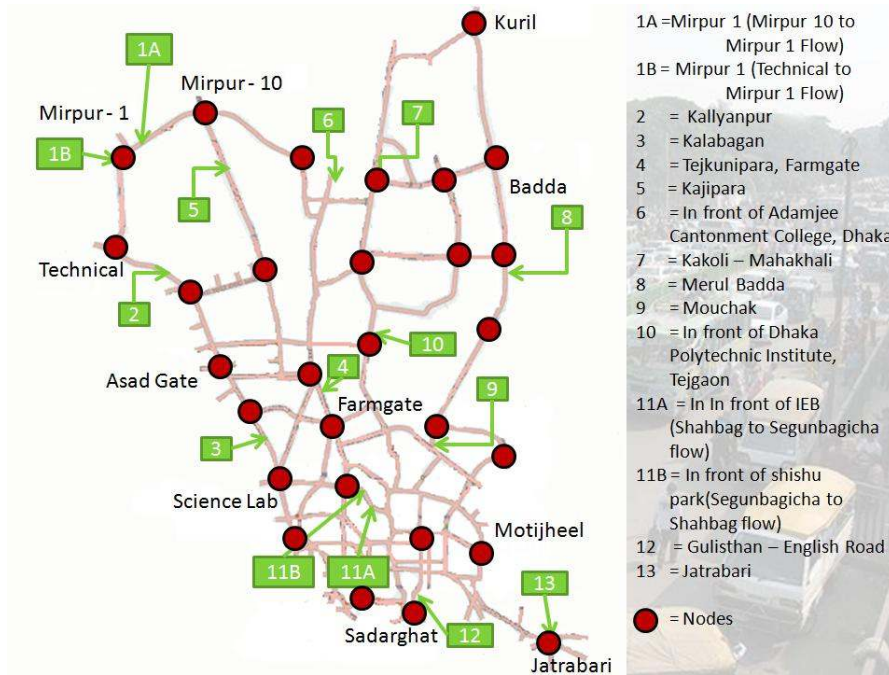 Kuril
1A
Mirpur - 10
Mirpur - 1
6
7
1B
Badda
5
8
Technical
2
10
4
Asad Gate
9
Farmgate
3
Science Lab
Motijheel
11B
11A
13
12
Sadarghat
Jatrabari
1A =Mirpur 1 (Mirpur 10 to
Mirpur 1 Flow)
1B = Mirpur 1 (Technical to
Mirpur 1 Flow)
2 = Kallyanpur
3 = Kalabagan
4 = Tejkunipara, Farmgate
5 = Kajipara
6 =In front of Adamjee
Cantonment College, Dhaka
7 = Kakoli – Mahakhali
8 = Merul Badda
9 = Mouchak
10 = In front of Dhaka
Polytechnic Institute,
Tejgaon
11A = In In front of IEB
(Shahbag to Segunbagicha
flow)
11B = In front of shishu
park(Segunbagicha to
Shahbag flow)
12 = Gulisthan – English Road
13 = Jatrabari
= Nodes